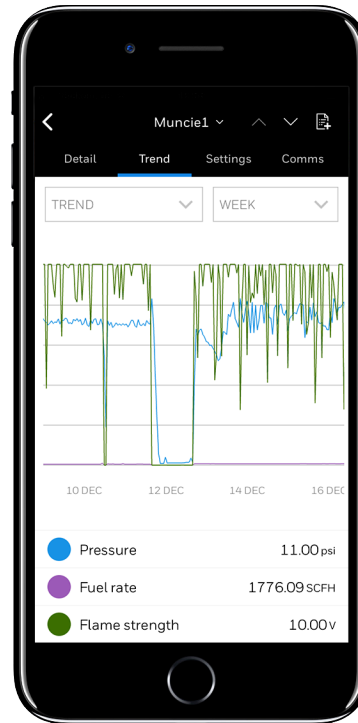 Muncie1
Detail Trend Settings Comms
TREND WEEK
10 DEC 12 DEC 14 DEC 16 DEC
Pressure 11.00 psi
Fuel rate 1776.09 SCFH
Flame strength 10.00 V